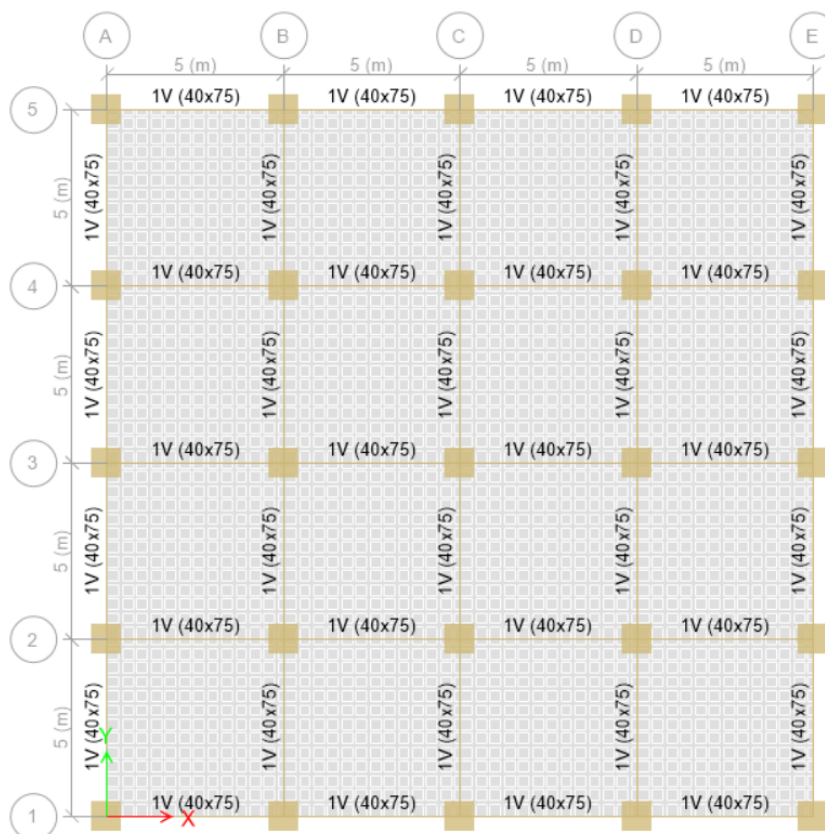 A B C D E
5 (m) 5 (m) 5 (m) 5 (m)
1V (40x75) 1V (40x75) 1V (40x75) 1V (40x75)
5
5 (m) 1V (40x75) 1V (40x75) 1V (40x75) 1V (40x75) 1V (40x75)
1V (40x75) 1V (40x75) 1V (40x75) 1V (40x75)
4
5 (m) 1V (40x75) 1V (40x75) 1V (40x75) 1V (40x75) 1V (40x75)
1V (40x75) 1V (40x75) 1V (40x75) 1V (40x75)
3
5 (m) 1V (40x75) 1V (40x75) 1V (40x75) 1V (40x75) 1V (40x75)
1V (40x75) 1V (40x75) 1V (40x75) 1V (40x75)
2
5 (m) 1V (40x75) 1V (40x75) 1V (40x75) 1V (40x75) 1V (40x75)
Y
1V (40x75) 1V (40x75) 1V (40x75) 1V (40x75)
1 X